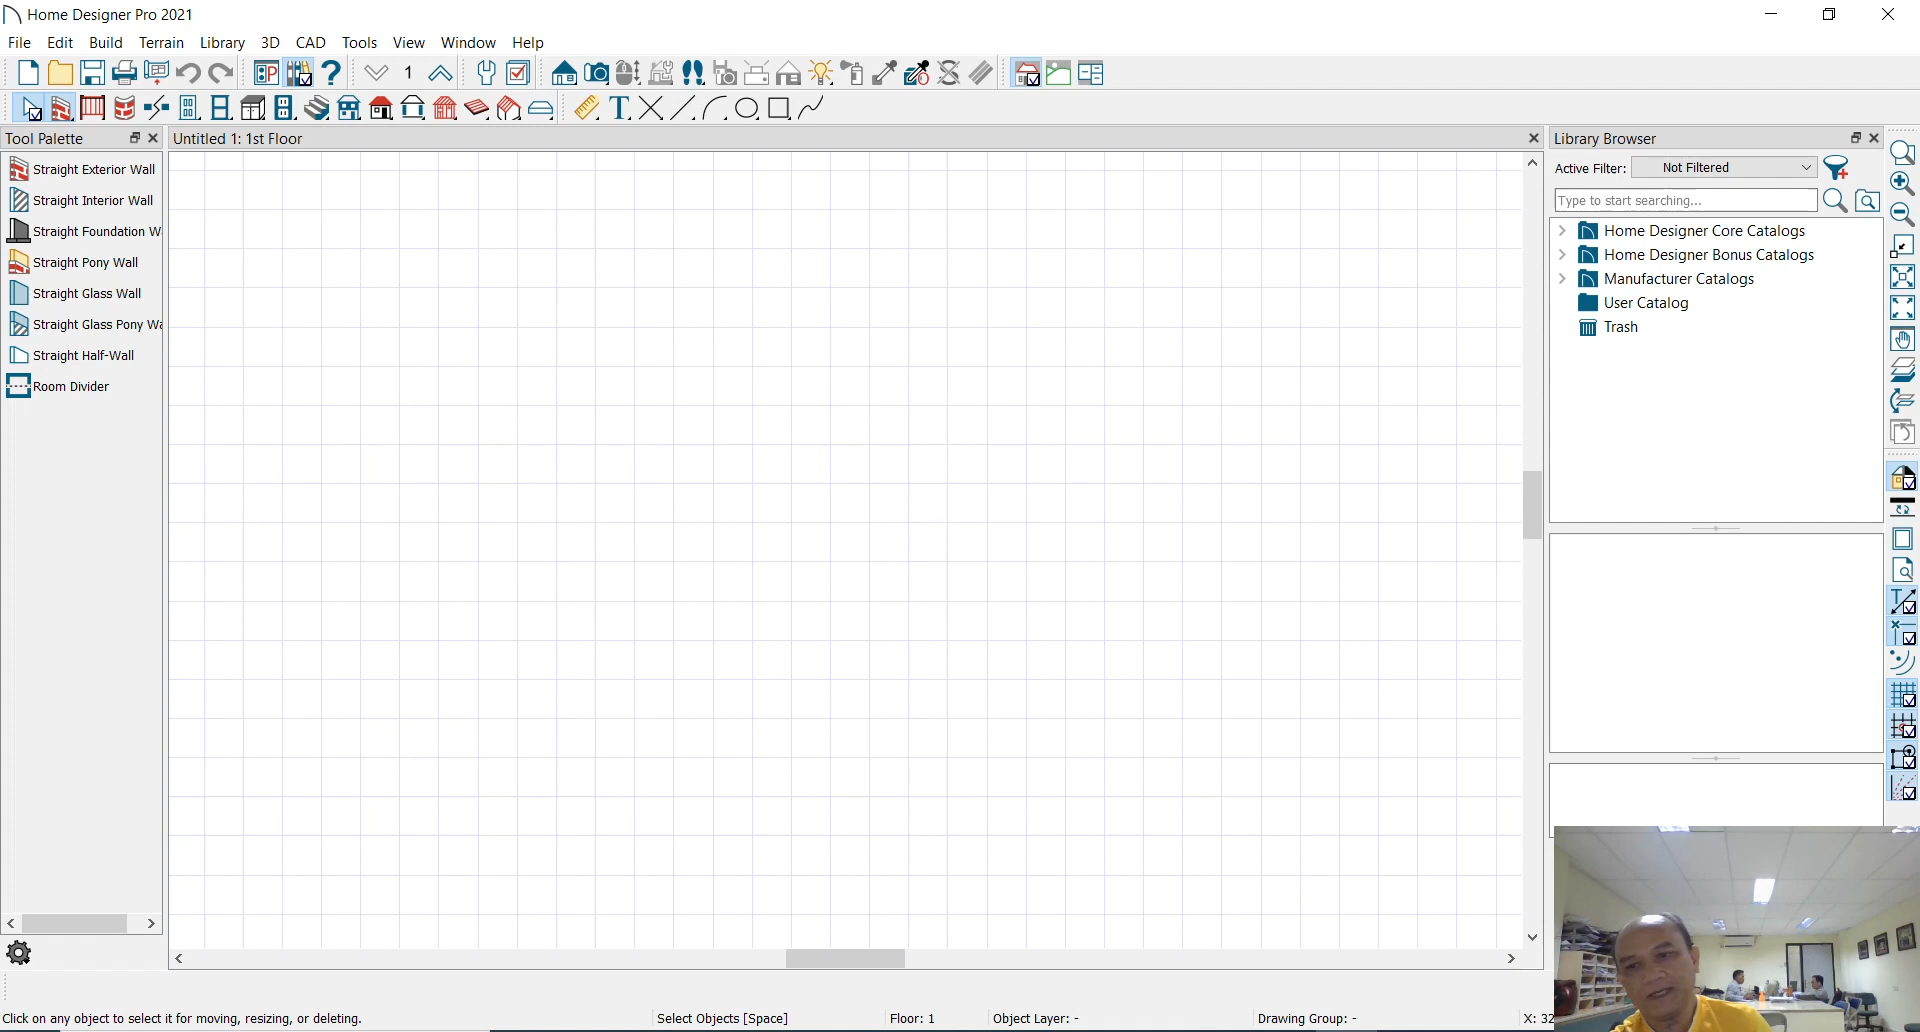 Home Designer Pro 2021
File Edit Build Terrain Library 3D CAD Tools View Window Help
1
Tool Palette
Untitled 1: 1st Floor
Library Browser
Straight Exterior Wall
Straight Interior Wall
Straight Foundation W
Straight Pony Wall
Straight Glass Wall
Straight Glass Pony Wa
Straight Half-Wall
Room Divider
Active Filter: Not Filtered
Type to start searching...
Home Designer Core Catalogs
Home Designer Bonus Catalogs
Manufacturer Catalogs
User Catalog
Trash
Click on any object to select it for moving, resizing, or deleting. Select Objects [Space] Floor: 1 Object Layer: - Drawing Group: - X: 32